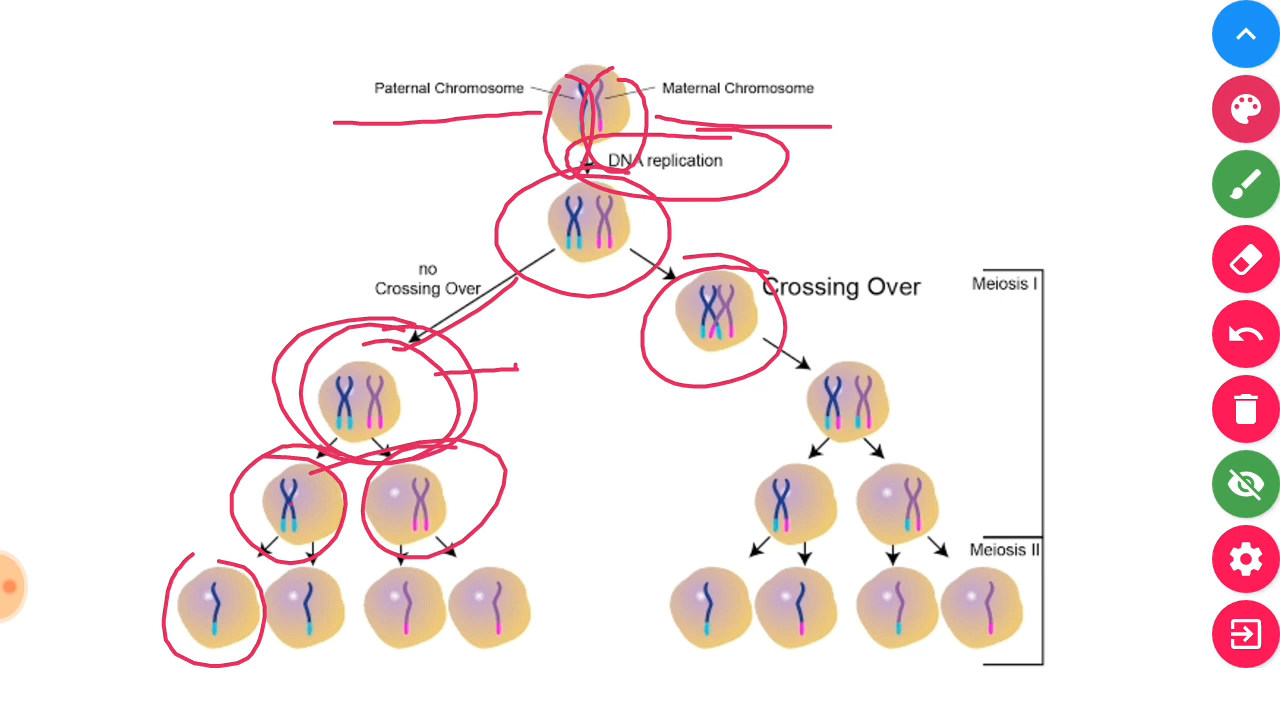 Paternal Chromosome
Maternal Chromosome
DNA replication
no
Crossing Over
Crossing Over
Meiosis I
Meiosis II